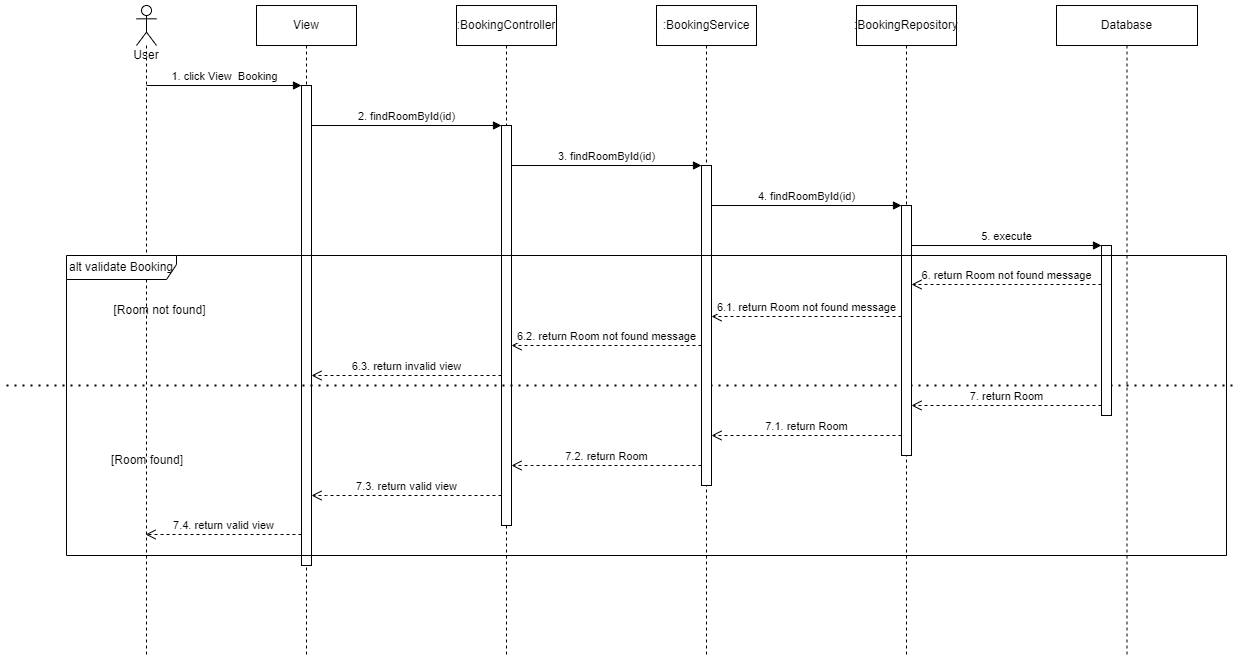 View
:BookingController
:BookingService
:BookingRepository
Database
User
1. click View  Booking
2. findRoomById(id)
3. findRoomById(id)
4. findRoomById(id)
5. execute
alt validate Booking
6. return Room not found message
[Room not found]
6.1. return Room not found message
6.2. return Room not found message
6.3. return invalid view
7. return Room
7.1. return Room
[Room found]
7.2. return Room
7.3. return valid view
7.4. return valid view